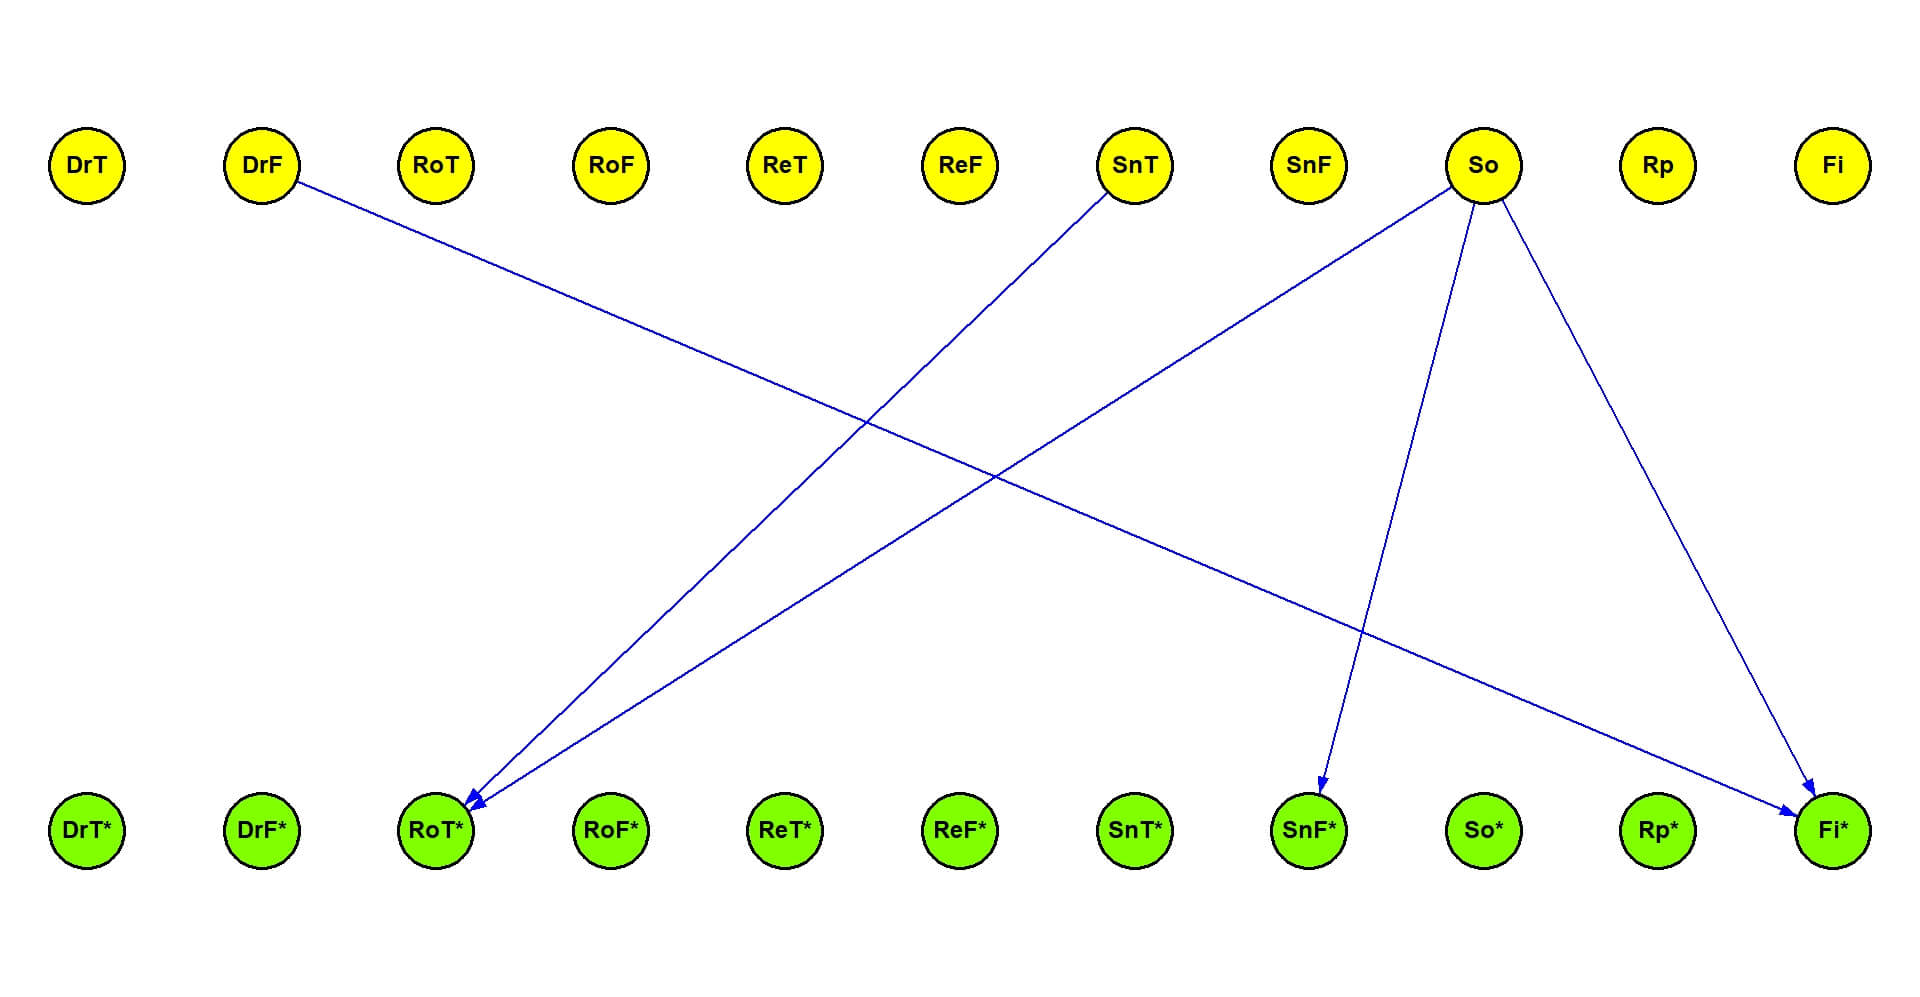 DrT DrF RoT RoF ReT ReF SnT SnF So Rp Fi
DrT* DrF* RoT* RoF* ReT* ReF* SnT* SnF* So* Rp* Fi*